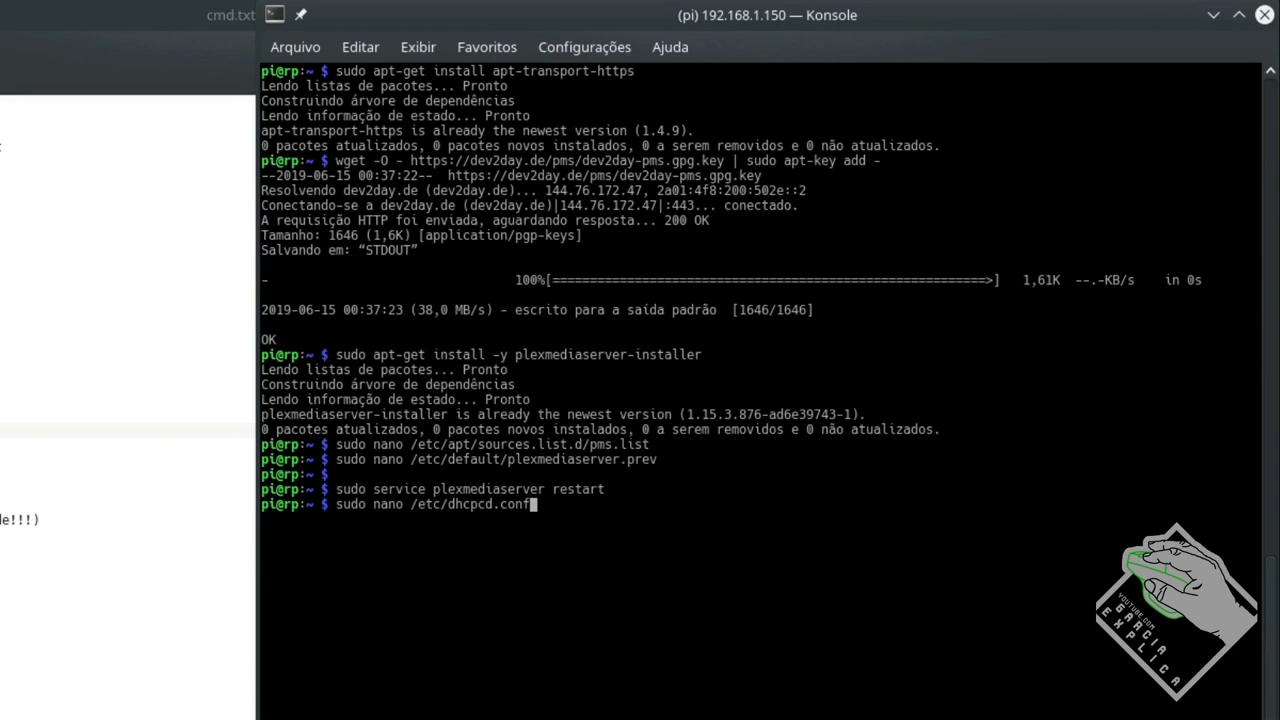 cmd.txt
(pi) 192.168.1.150 — Konsole
Arquivo Editar Exibir Favoritos Configurações Ajuda
pi@rp:~ $ sudo apt-get install apt-transport-https
Lendo listas de pacotes... Pronto
Construindo árvore de dependências
Lendo informação de estado... Pronto
apt-transport-https is already the newest version (1.4.9).
0 pacotes atualizados, 0 pacotes novos instalados, 0 a serem removidos e 0 não atualizados.
pi@rp:~ $ wget -O - https://dev2day.de/pms/dev2day-pms.gpg.key | sudo apt-key add -
--2019-06-15 00:37:22-- https://dev2day.de/pms/dev2day-pms.gpg.key
Resolvendo dev2day.de (dev2day.de)... 144.76.172.47, 2a01:4f8:200:502e::2
Conectando-se a dev2day.de (dev2day.de)|144.76.172.47|:443... conectado.
A requisição HTTP foi enviada, aguardando resposta... 200 OK
Tamanho: 1646 (1,6K) [application/pgp-keys]
Salvando em: “STDOUT”
- 100%[==========================================================>] 1,61K --.-KB/s in 0s
2019-06-15 00:37:23 (38,0 MB/s) - escrito para a saída padrão [1646/1646]
OK
pi@rp:~ $ sudo apt-get install -y plexmediaserver-installer
Lendo listas de pacotes... Pronto
Construindo árvore de dependências
Lendo informação de estado... Pronto
plexmediaserver-installer is already the newest version (1.15.3.876-ad6e39743-1).
0 pacotes atualizados, 0 pacotes novos instalados, 0 a serem removidos e 0 não atualizados.
pi@rp:~ $ sudo nano /etc/apt/sources.list.d/pms.list
pi@rp:~ $ sudo nano /etc/default/plexmediaserver.prev
pi@rp:~ $
pi@rp:~ $ sudo service plexmediaserver restart
pi@rp:~ $ sudo nano /etc/dhcpcd.conf
de!!!)
YOUTUBE.COM
GARCIA
EXPLICA